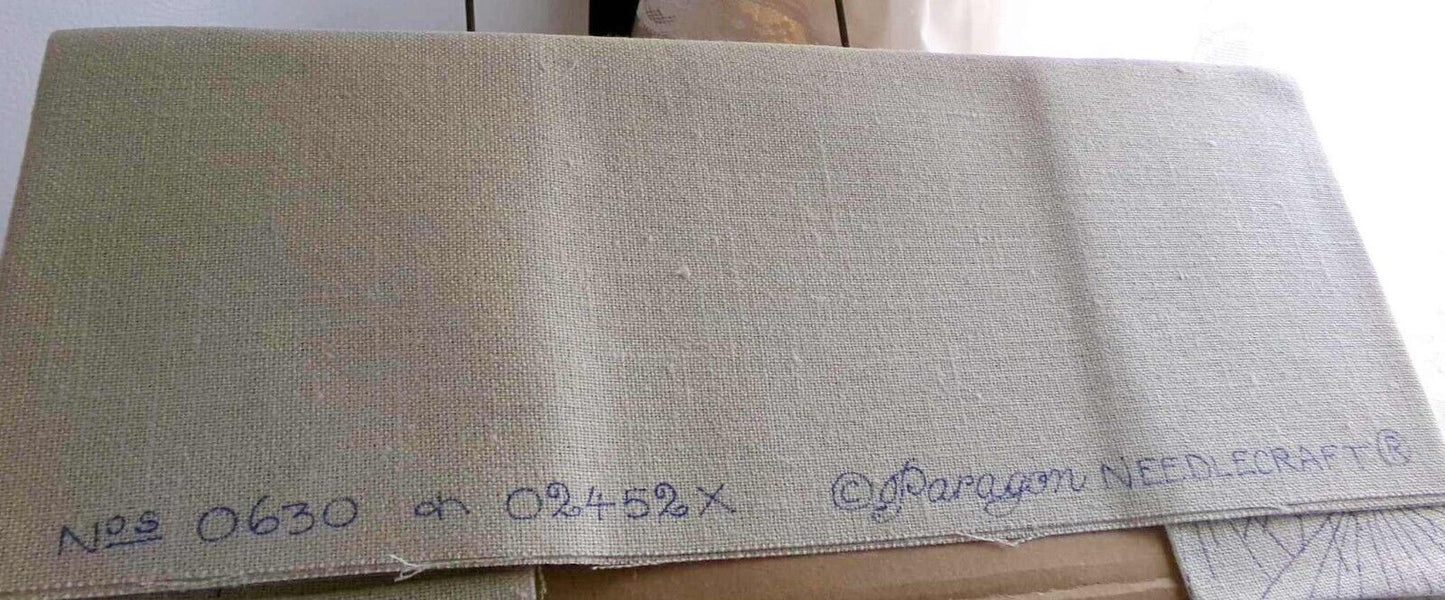 Nos 0630 or 02452X © Paragon NEEDLECRAFT ®